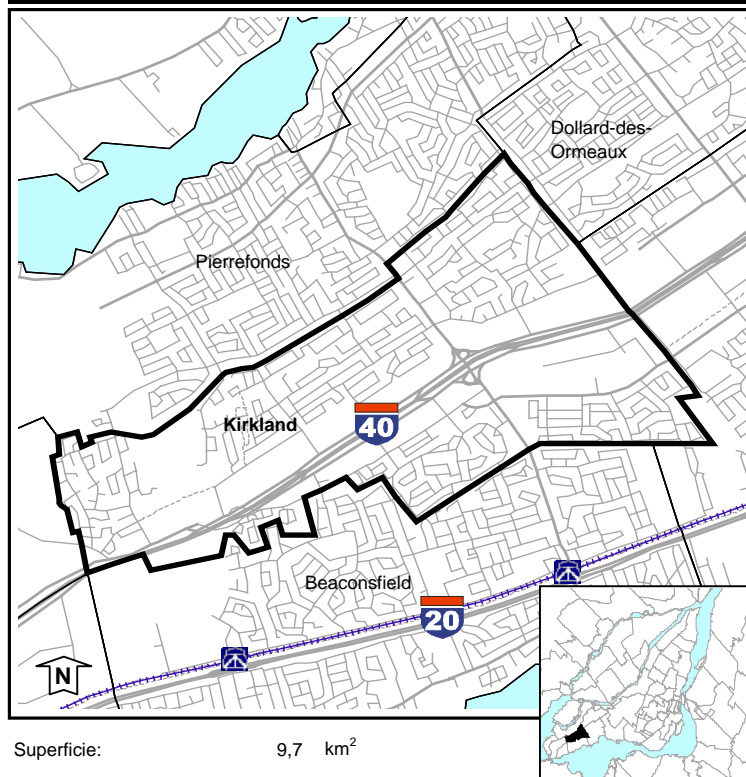 Dollard-des-
Ormeaux
Pierrefonds
Kirkland
40
Beaconsfield
20
N
Superficie: 9,7 km²